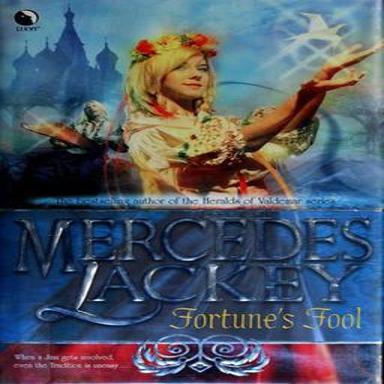 LUNA
The bestselling author of the Heralds of Valdemar series
MERCEDES
LACKEY
Fortune's Fool
When a Jinn gets involved,
even the Tradition is uneasy....